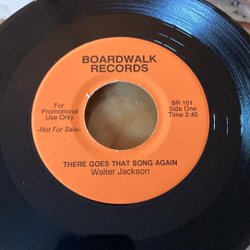 BOARDWALK
RECORDS
For
Promotional
Use Only
-Not For Sale-
BR 101
Side One
Time 2:40
THERE GOES THAT SONG AGAIN
Walter Jackson